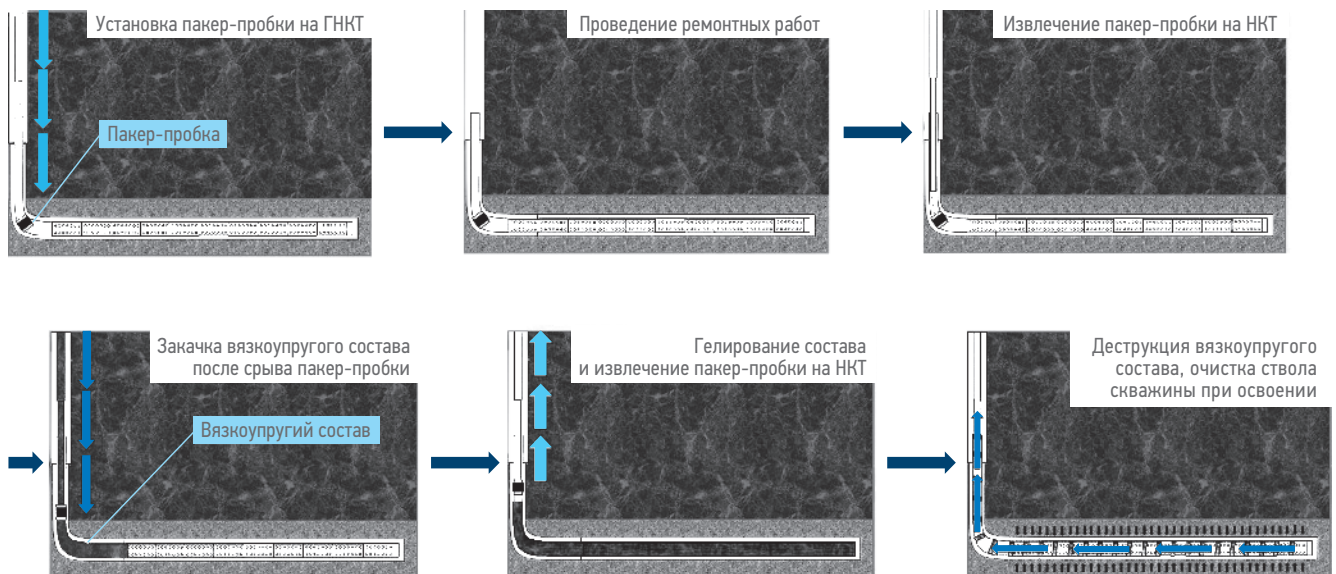 Установка пакер-пробки на ГНКТ
Пакер-пробка
Проведение ремонтных работ
Извлечение пакер-пробки на НКТ
Закачка вязкоупругого состава
после срыва пакер-пробки
Вязкоупругий состав
Гелирование состава
и извлечение пакер-пробки на НКТ
Деструкция вязкоупругого
состава, очистка ствола
скважины при освоении